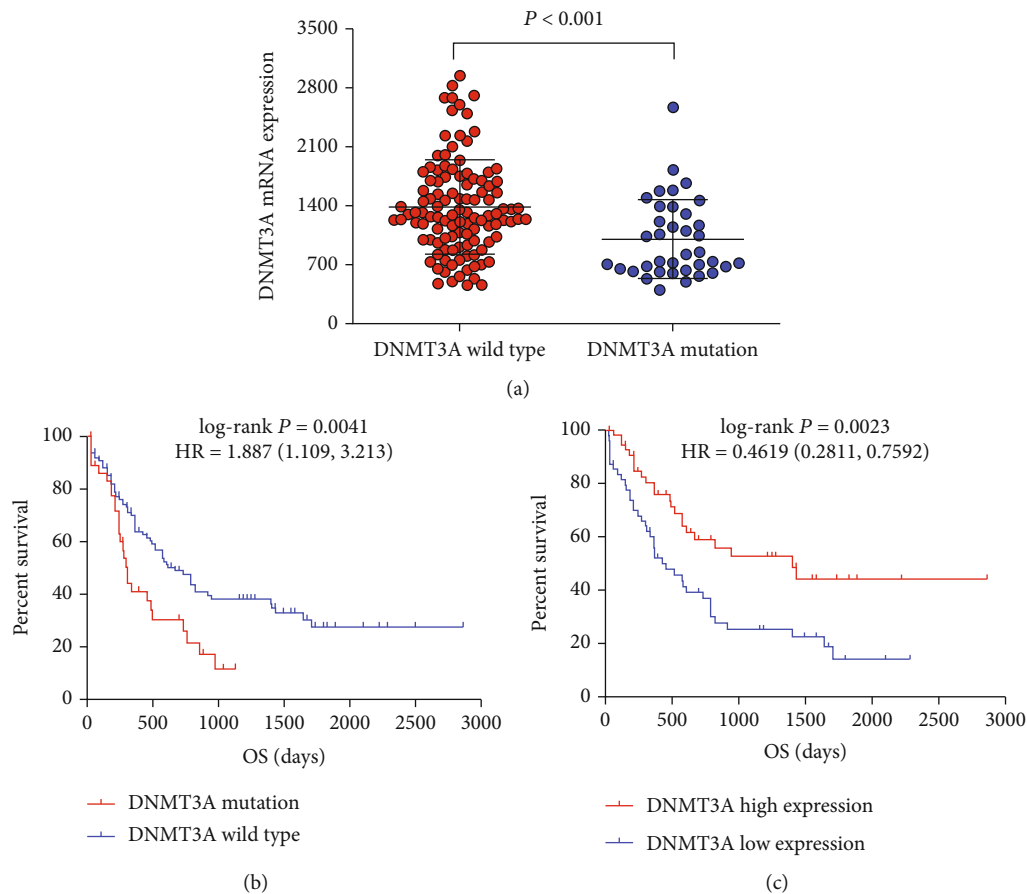 P < 0.001
DNMT3A mRNA expression
3500
2800
2100
1400
700
0
DNMT3A wild type
DNMT3A mutation
(a)
log-rank P = 0.0041
HR = 1.887 (1.109, 3.213)
Percent survival
100
80
60
40
20
0
0 500 1000 1500 2000 2500 3000
OS (days)
DNMT3A mutation
DNMT3A wild type
(b)
log-rank P = 0.0023
HR = 0.4619 (0.2811, 0.7592)
Percent survival
100
80
60
40
20
0
0 500 1000 1500 2000 2500 3000
OS (days)
DNMT3A high expression
DNMT3A low expression
(c)